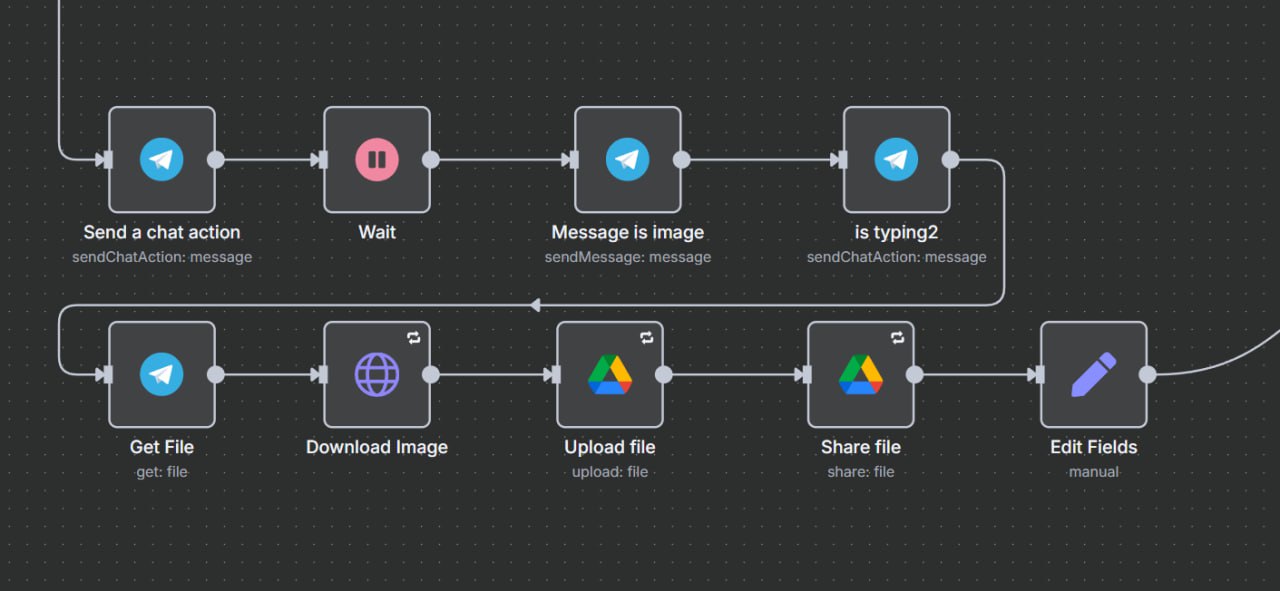 Send a chat action
sendChatAction: message
Wait
Message is image
sendMessage: message
is typing2
sendChatAction: message
Get File
get: file
Download Image
Upload file
upload: file
Share file
share: file
Edit Fields
manual